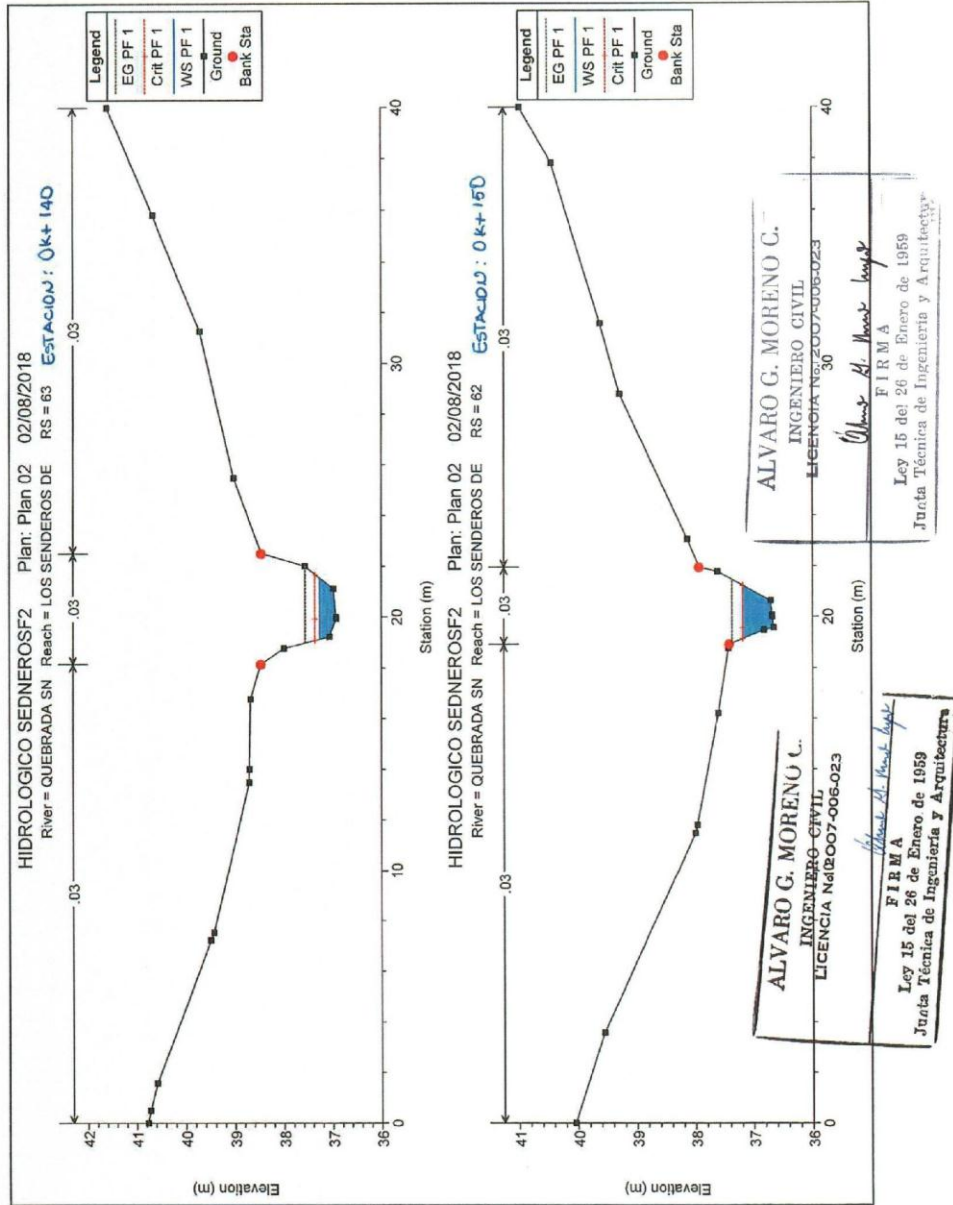 HIDROLOGICO SEDNEROSF2 Plan: Plan 02 02/08/2018
River = QUEBRADA SN Reach = LOS SENDEROS DE RS = 63 ESTACION: 0K+140
.03
.03
.03
Legend
EG PF 1
Crit PF 1
WS PF 1
Ground
Bank Sta
42
41
40
39
38
37
36
Elevation (m)
0
10
20
30
40
Station (m)
HIDROLOGICO SEDNEROSF2 Plan: Plan 02 02/08/2018
River = QUEBRADA SN Reach = LOS SENDEROS DE RS = 62 ESTACION: 0K+150
.03
.03
.03
Legend
EG PF 1
WS PF 1
Crit PF 1
Ground
Bank Sta
41
40
39
38
37
36
Elevation (m)
0
10
20
30
40
Station (m)
ALVARO G. MORENO C.
INGENIERO CIVIL
LICENCIA No. 2007-006-023
FIRMA
Ley 15 del 26 de Enero de 1959
Junta Técnica de Ingeniería y Arquitectura
ALVARO G. MORENO C.
INGENIERO CIVIL
LICENCIA No. 2007-006-023
FIRMA
Ley 15 del 26 de Enero de 1959
Junta Técnica de Ingeniería y Arquitectur